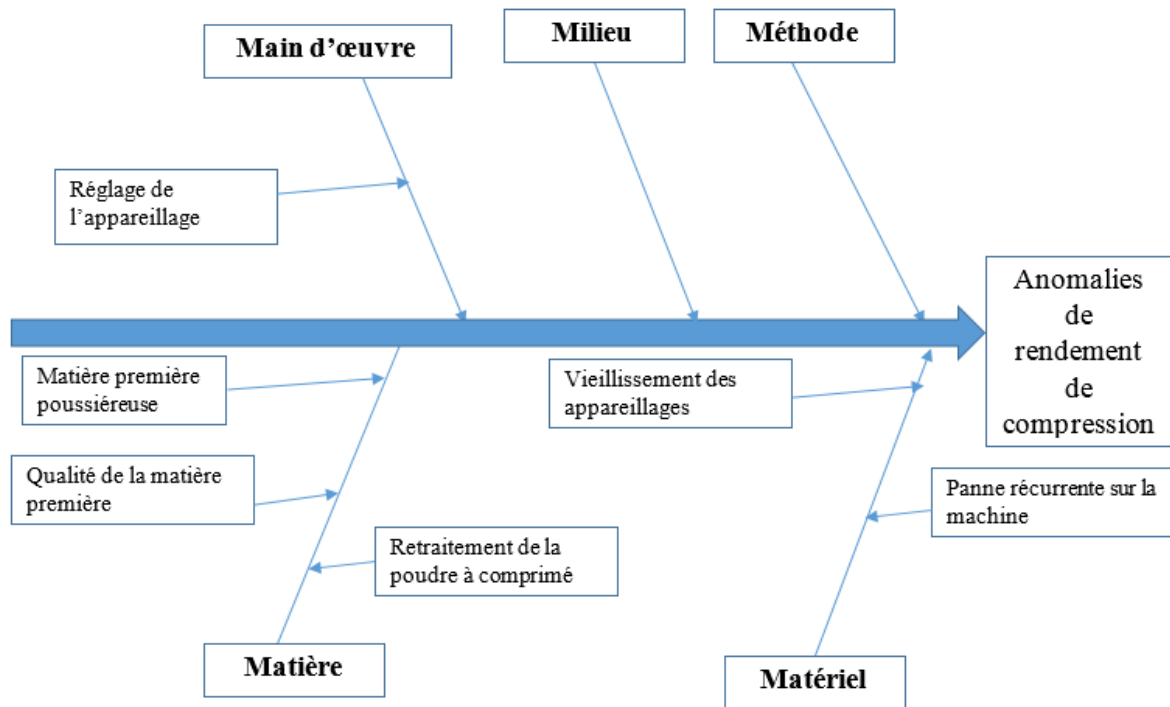 Main d’œuvre
Milieu
Méthode
Réglage de
l’appareillage
Anomalies
de
rendement
de
compression
Matière première
poussiéreuse
Vieillissement des
appareillages
Qualité de la matière
première
Panne récurrente sur la
machine
Retraitement de la
poudre à comprimé
Matière
Matériel